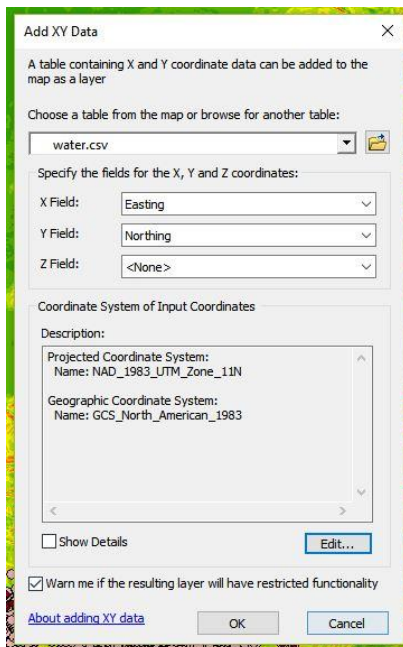 Add XY Data
A table containing X and Y coordinate data can be added to the
map as a layer
Choose a table from the map or browse for another table:
water.csv
Specify the fields for the X, Y and Z coordinates:
X Field: Easting
Y Field: Northing
Z Field: <None>
Coordinate System of Input Coordinates
Description:
Projected Coordinate System:
Name: NAD_1983_UTM_Zone_11N
Geographic Coordinate System:
Name: GCS_North_American_1983
Show Details Edit...
Warn me if the resulting layer will have restricted functionality
About adding XY data OK Cancel